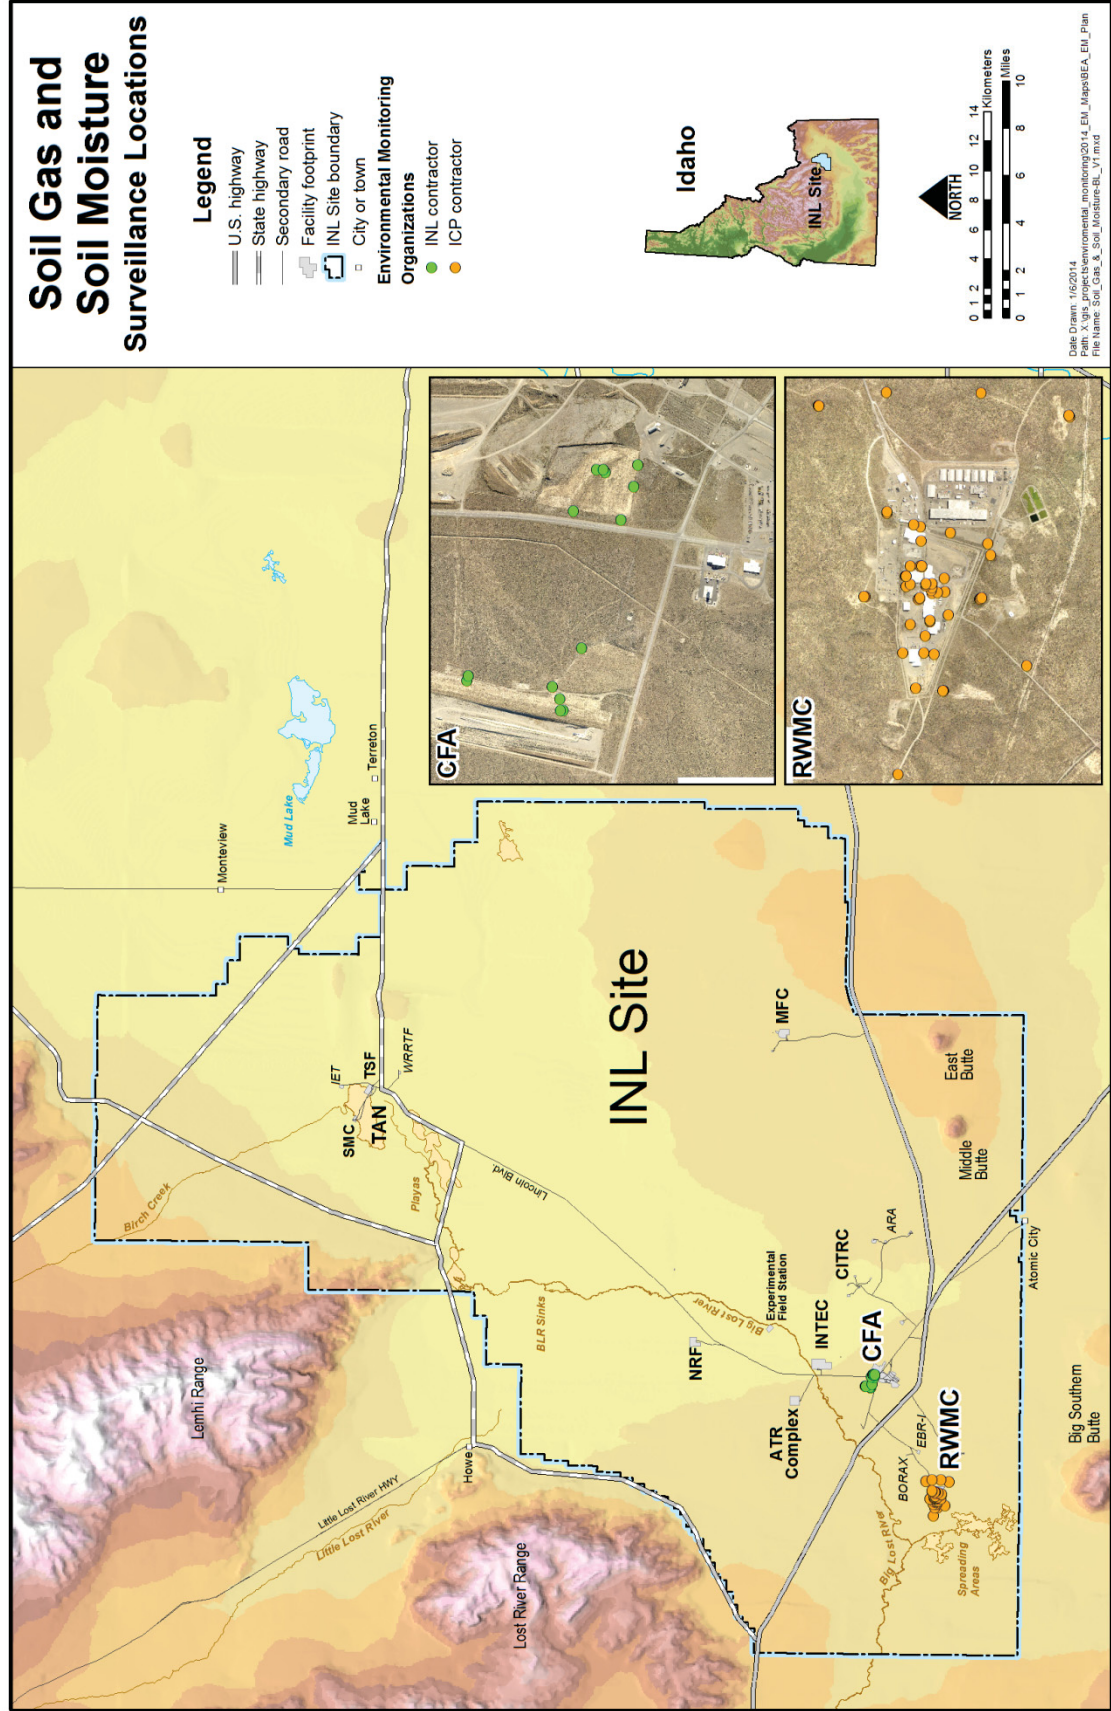 Soil Gas and
Soil Moisture
Surveillance Locations
Legend
U.S. highway
State highway
Secondary road
Facility footprint
INL Site boundary
City or town
Environmental Monitoring
Organizations
INL contractor
ICP contractor
Idaho
INL Site
NORTH
0 1 2 4 6 8 10 12 14
Kilometers
Miles
0 1 2 4 6 8 10
Date Drawn: 1/6/2014
Path: X:\gis_projects\enviromental_monitoring\2014_EM_Maps\BEA_EM_Plan
File Name: Soil_Gas_&_Soil_Moisture-BL_V1.mxd
Lemhi Range
Birch Creek
Monteview
Mud Lake
Mud
Lake
Terreton
Little Lost River HWY
Little Lost River
Howe
Lost River Range
SMC
IET
TSF
TAN
WRRTF
Playas
BLR Sinks
Lincoln Blvd.
INL Site
Big Lost River
NRF
Experimental
Field Station
ATR
Complex
INTEC
CITRC
ARA
MFC
CFA
BORAX
EBR-I
RWMC
Big Lost River
Spreading
Areas
Middle
Butte
East
Butte
Atomic City
Big Southern
Butte
CFA
RWMC